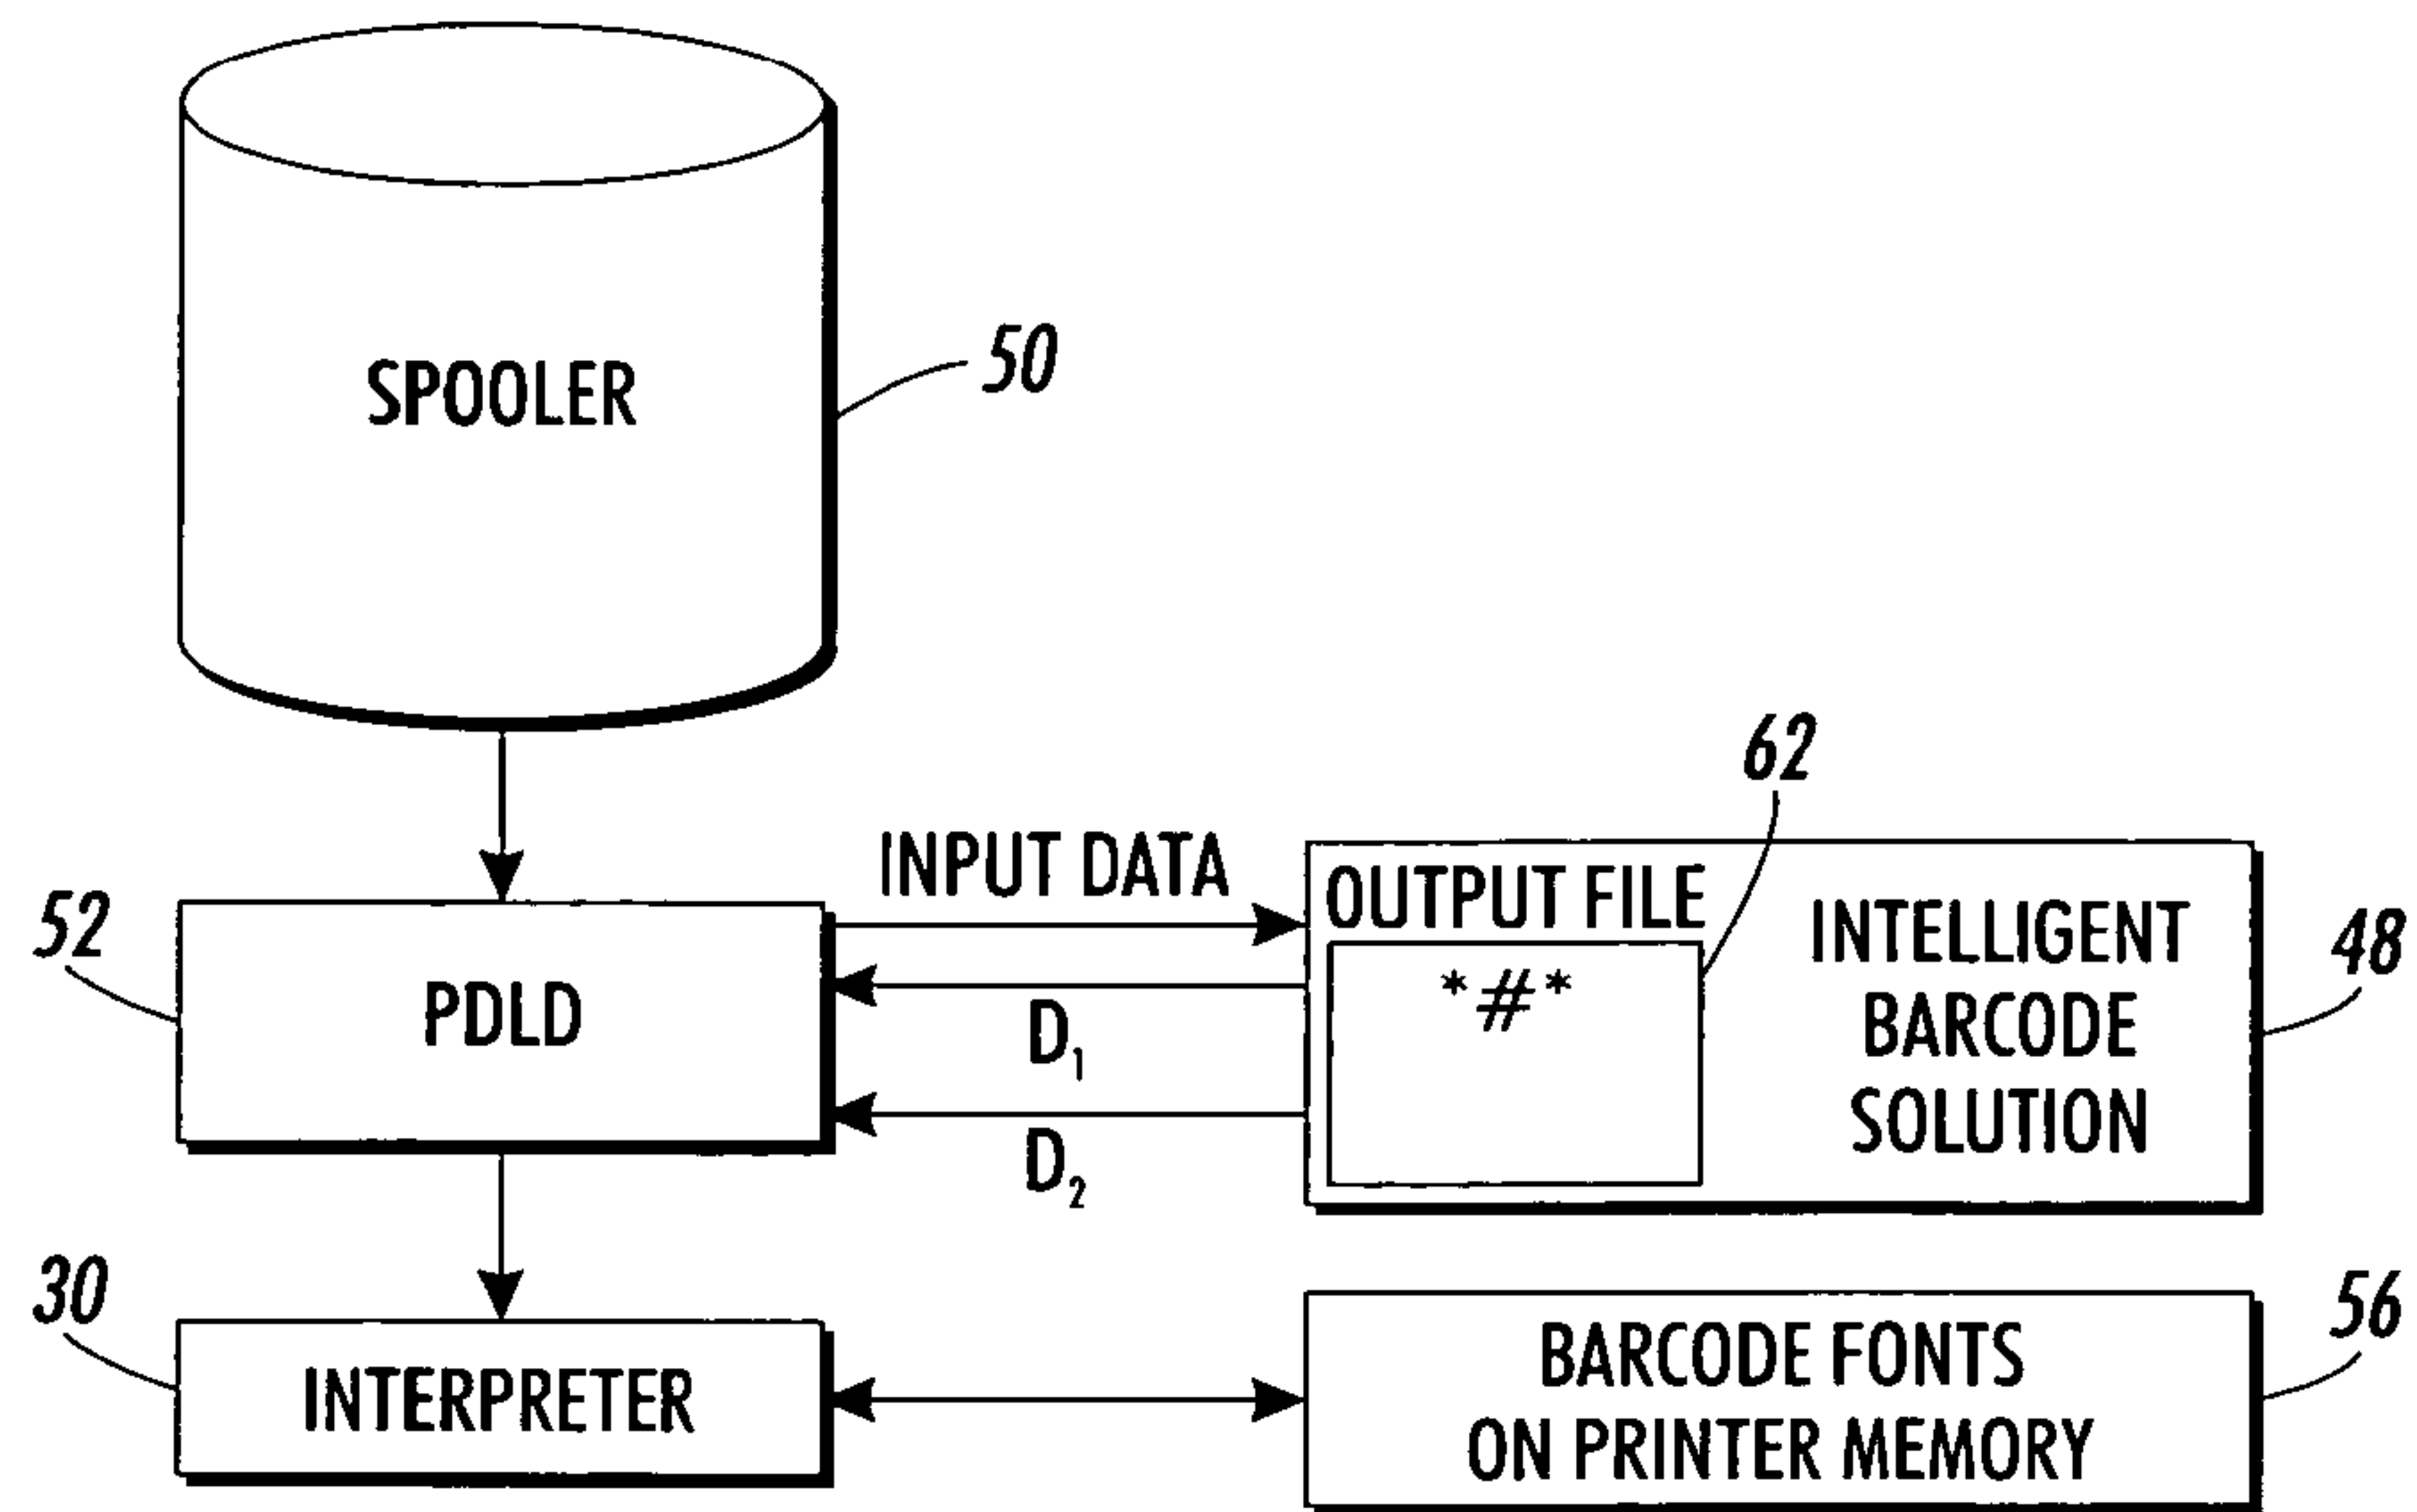 SPOOLER
50
62
52
PDLD
INPUT DATA
D1
D2
OUTPUT FILE
*#*
INTELLIGENT
BARCODE
SOLUTION
48
30
INTERPRETER
BARCODE FONTS
ON PRINTER MEMORY
56